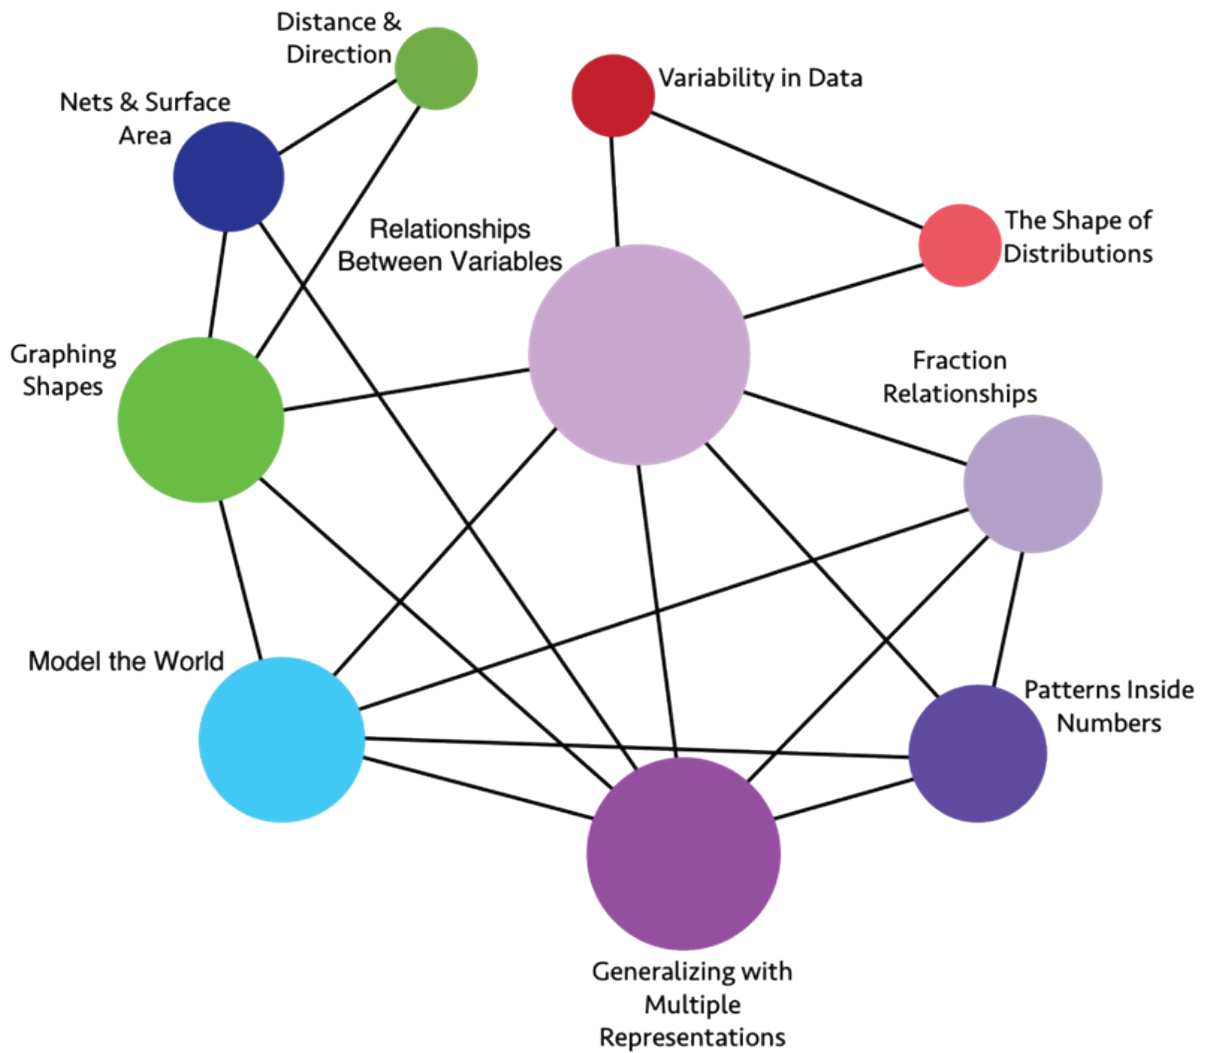 Distance &
Direction
Variability in Data
Nets & Surface
Area
The Shape of
Distributions
Relationships
Between Variables
Graphing
Shapes
Fraction
Relationships
Model the World
Patterns Inside
Numbers
Generalizing with
Multiple
Representations